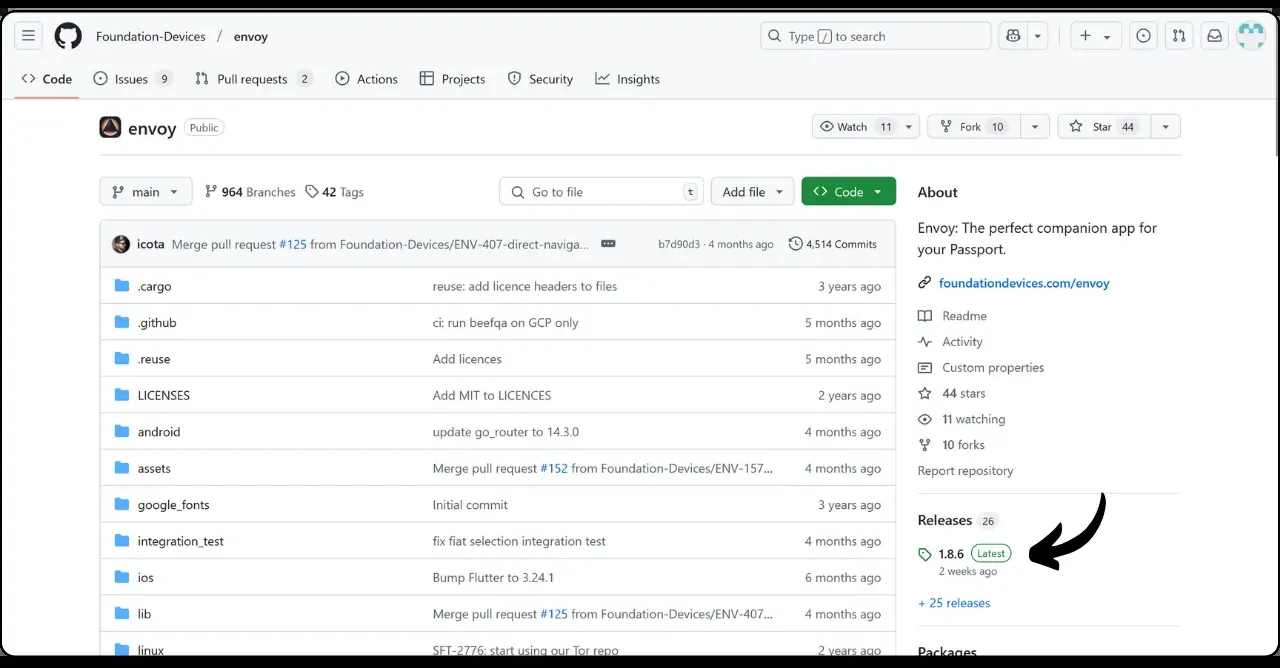 Foundation-Devices / envoy
Type / to search
Code
Issues 9
Pull requests 2
Actions
Projects
Security
Insights
envoy Public
Watch 11
Fork 10
Star 44
main
964 Branches
42 Tags
Go to file t
Add file
Code
icota Merge pull request #125 from Foundation-Devices/ENV-407-direct-naviga... b7d90d3 · 4 months ago 4,514 Commits
.cargo reuse: add licence headers to files 3 years ago
.github ci: run beefqa on GCP only 5 months ago
.reuse Add licences 5 months ago
LICENSES Add MIT to LICENCES 2 years ago
android update go_router to 14.3.0 4 months ago
assets Merge pull request #152 from Foundation-Devices/ENV-157... 4 months ago
google_fonts Initial commit 3 years ago
integration_test fix fiat selection integration test 4 months ago
ios Bump Flutter to 3.24.1 6 months ago
lib Merge pull request #125 from Foundation-Devices/ENV-407... 4 months ago
linux SFT-2776: start using our Tor repo 2 years ago
About
Envoy: The perfect companion app for
your Passport.
foundationdevices.com/envoy
Readme
Activity
Custom properties
44 stars
11 watching
10 forks
Report repository
Releases 26
1.8.6 Latest
2 weeks ago
+ 25 releases
Packages